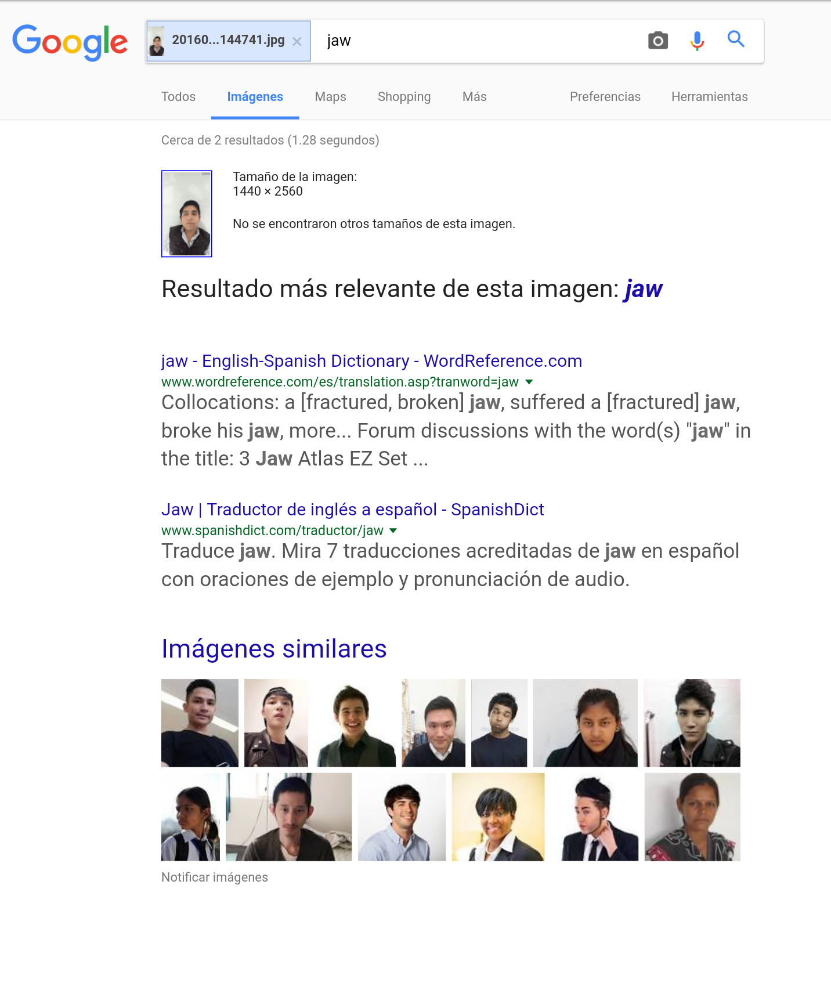 Google
20160...144741.jpg × jaw
Todos Imágenes Maps Shopping Más Preferencias Herramientas
Cerca de 2 resultados (1.28 segundos)
Tamaño de la imagen:
1440 × 2560
No se encontraron otros tamaños de esta imagen.
Resultado más relevante de esta imagen: jaw
jaw - English-Spanish Dictionary - WordReference.com
www.wordreference.com/es/translation.asp?tranword=jaw
Collocations: a [fractured, broken] jaw, suffered a [fractured] jaw,
broke his jaw, more... Forum discussions with the word(s) "jaw" in
the title: 3 Jaw Atlas EZ Set ...
Jaw | Traductor de inglés a español - SpanishDict
www.spanishdict.com/traductor/jaw
Traduce jaw. Mira 7 traducciones acreditadas de jaw en español
con oraciones de ejemplo y pronunciación de audio.
Imágenes similares
Notificar imágenes